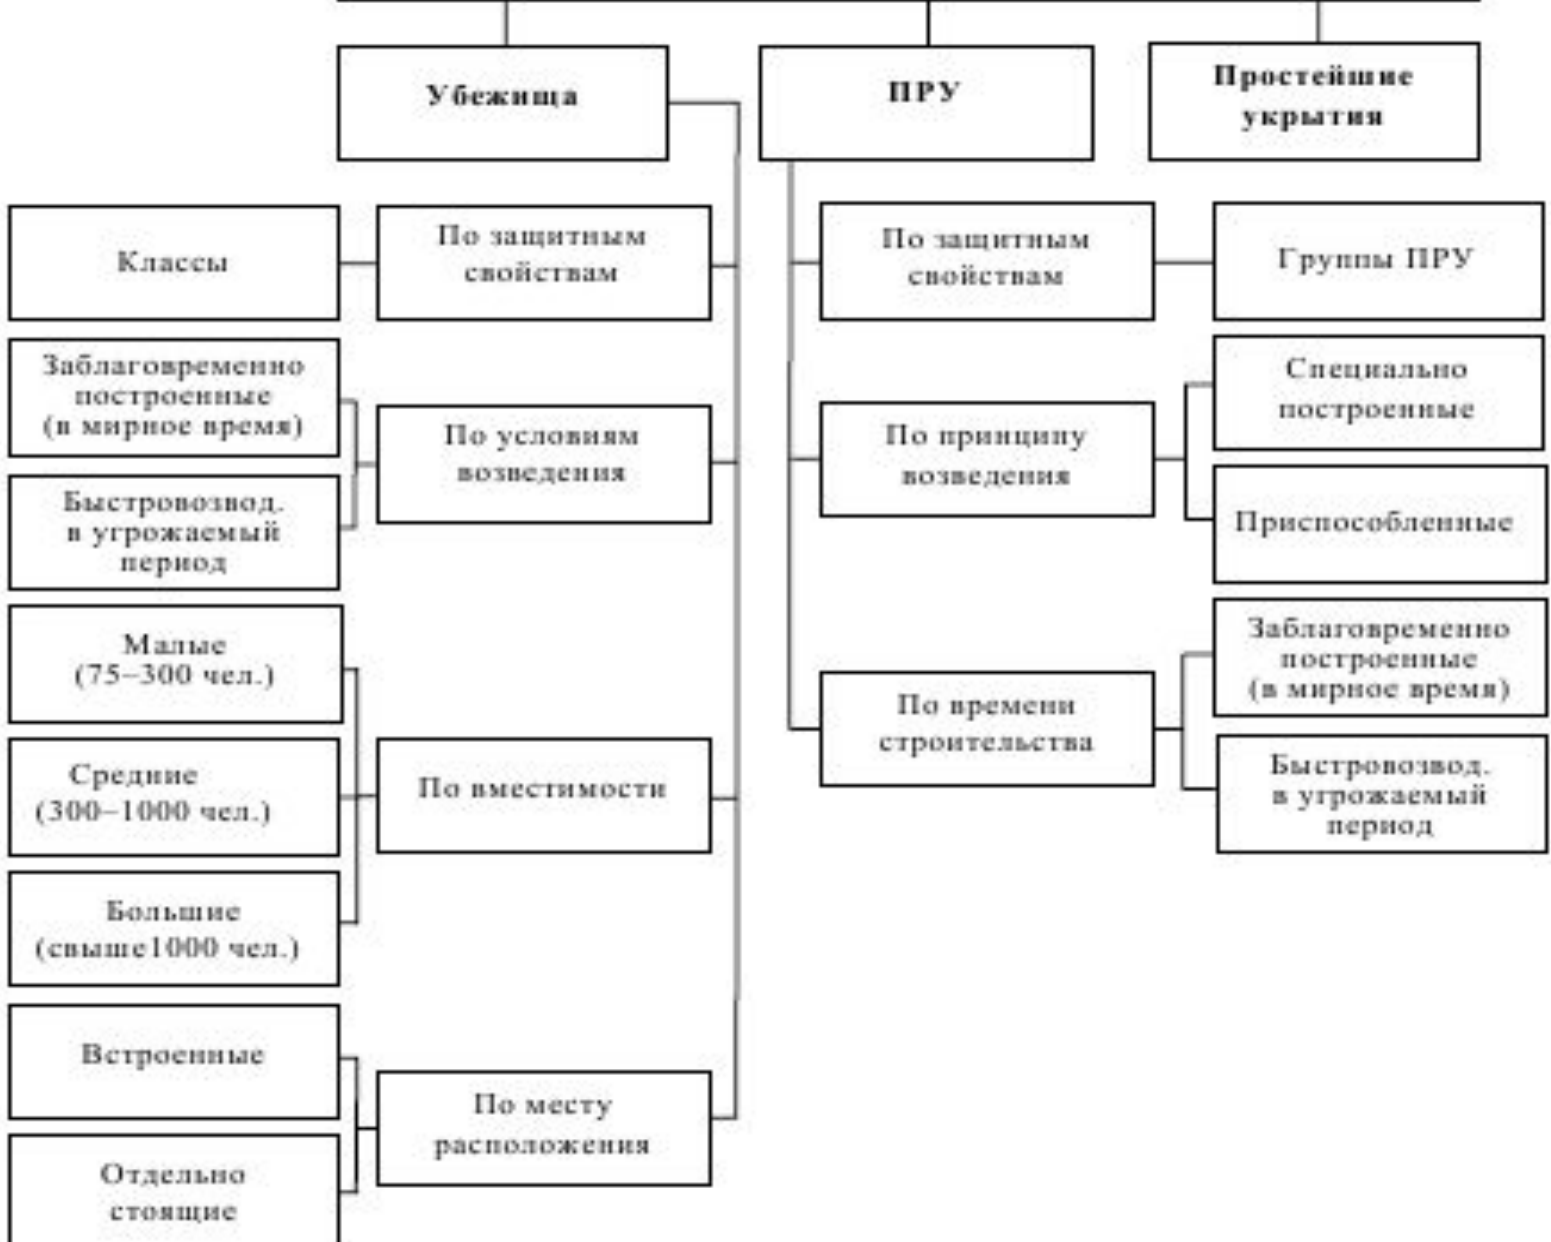 Убежища
ПРУ
Простейшие
укрытия
Классы
По защитным
свойствам
По защитным
свойствам
Группы ПРУ
Заблаговременно
построенные
(в мирное время)
Быстровозвод.
в угрожаемый
период
По условиям
возведения
По принципу
возведения
Специально
построенные
Приспособленные
Малые
(75–300 чел.)
Средние
(300–1000 чел.)
Большие
(свыше1000 чел.)
По вместимости
По времени
строительства
Заблаговременно
построенные
(в мирное время)
Быстровозвод.
в угрожаемый
период
Встроенные
Отдельно
стоящие
По месту
расположения